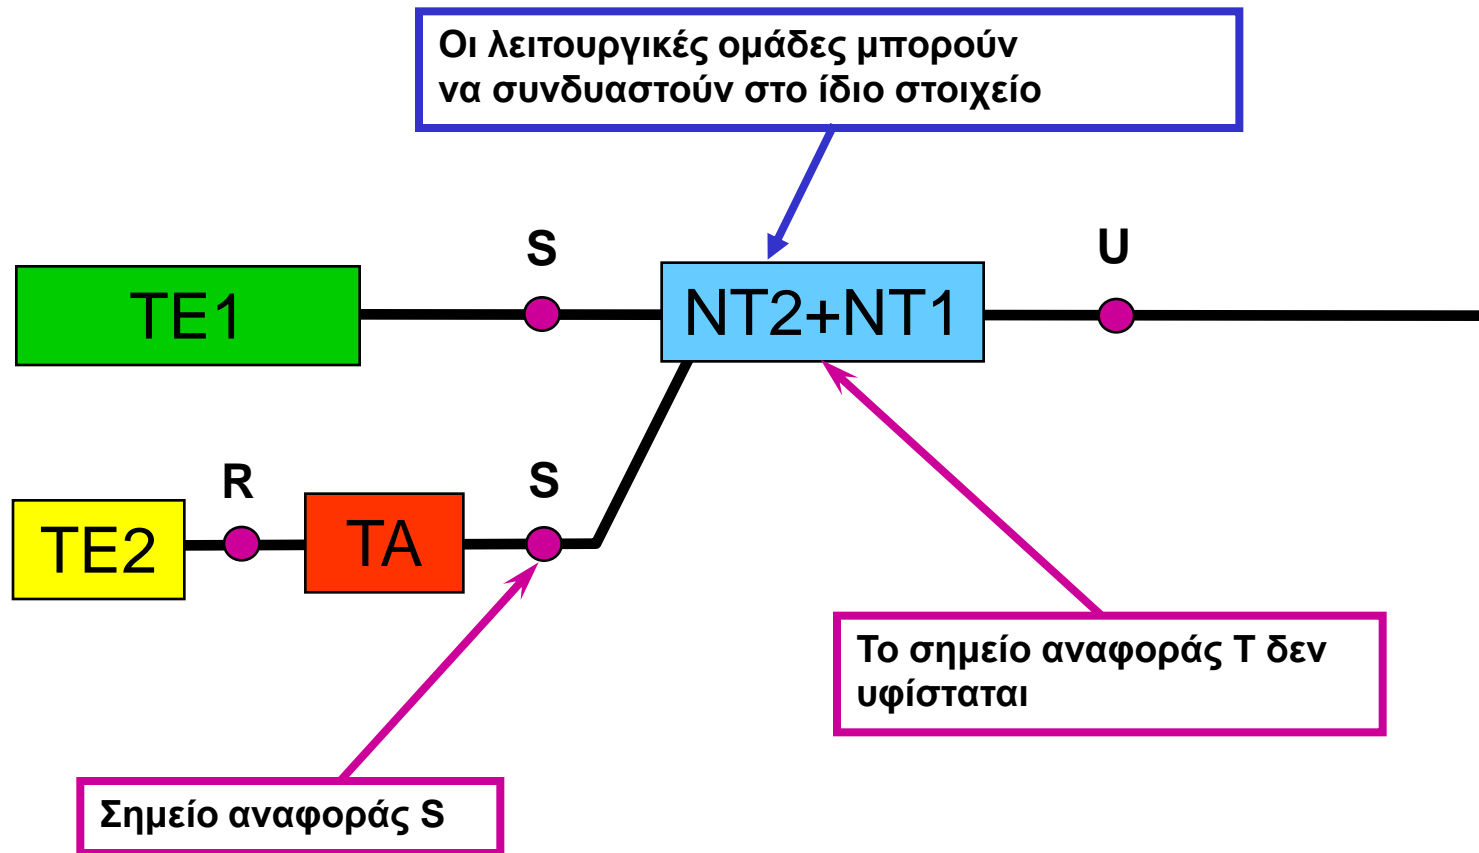 Οι λειτουργικές ομάδες μπορούν
να συνδυαστούν στο ίδιο στοιχείο
S
U
TE1
NT2+NT1
R
S
TE2
TA
Το σημείο αναφοράς Τ δεν
υφίσταται
Σημείο αναφοράς S